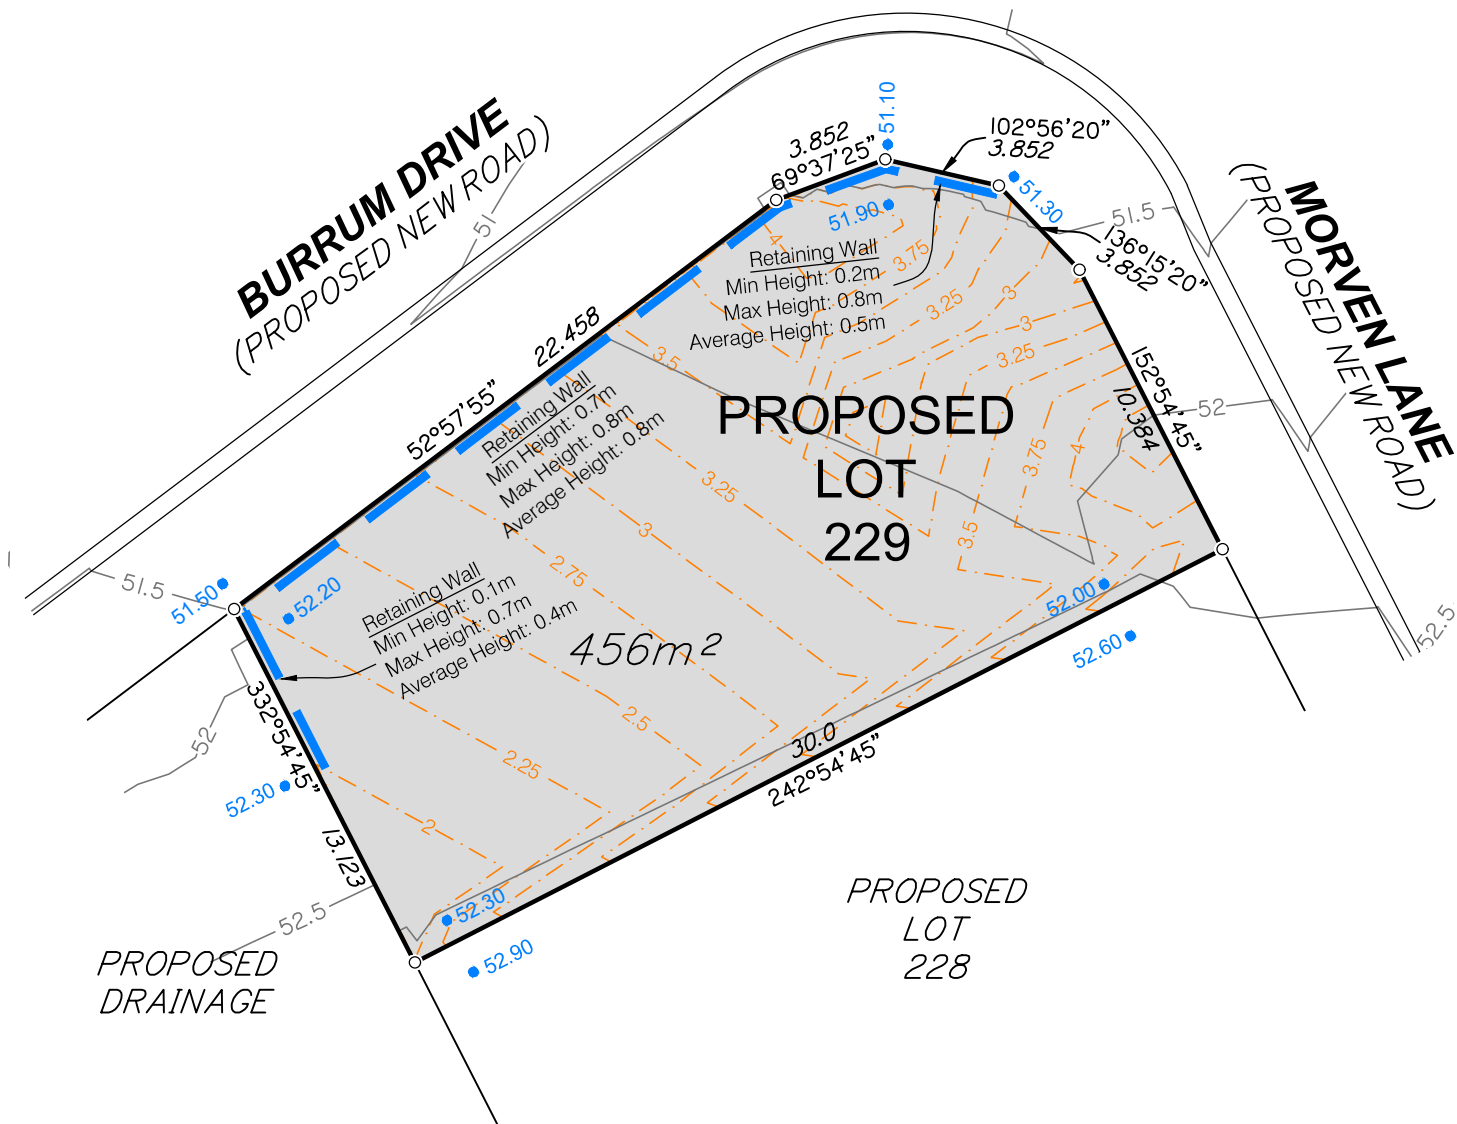 BURRUM DRIVE
(PROPOSED NEW ROAD)
MORVEN LANE
(PROPOSED NEW ROAD)
51
51.5
51.5
52
52
52.5
52.5
51.10
3.852
69°37'25"
102°56'20"
3.852
51.30
136°15'20"
3.852
51.90
22.458
52°57'55"
152°54'45"
10.384
Retaining Wall
Min Height: 0.2m
Max Height: 0.8m
Average Height: 0.5m
Retaining Wall
Min Height: 0.7m
Max Height: 0.8m
Average Height: 0.8m
Retaining Wall
Min Height: 0.1m
Max Height: 0.7m
Average Height: 0.4m
4
3.75
3.25
3
3
3.25
3.5
3.75
4
3.5
3.25
3
2.75
2.5
2.25
2
PROPOSED
LOT
229
456m²
51.50
52.20
52.00
52.60
332°54'45"
13.123
52.30
52.30
52.90
30.0
242°54'45"
PROPOSED
LOT
228
PROPOSED
DRAINAGE